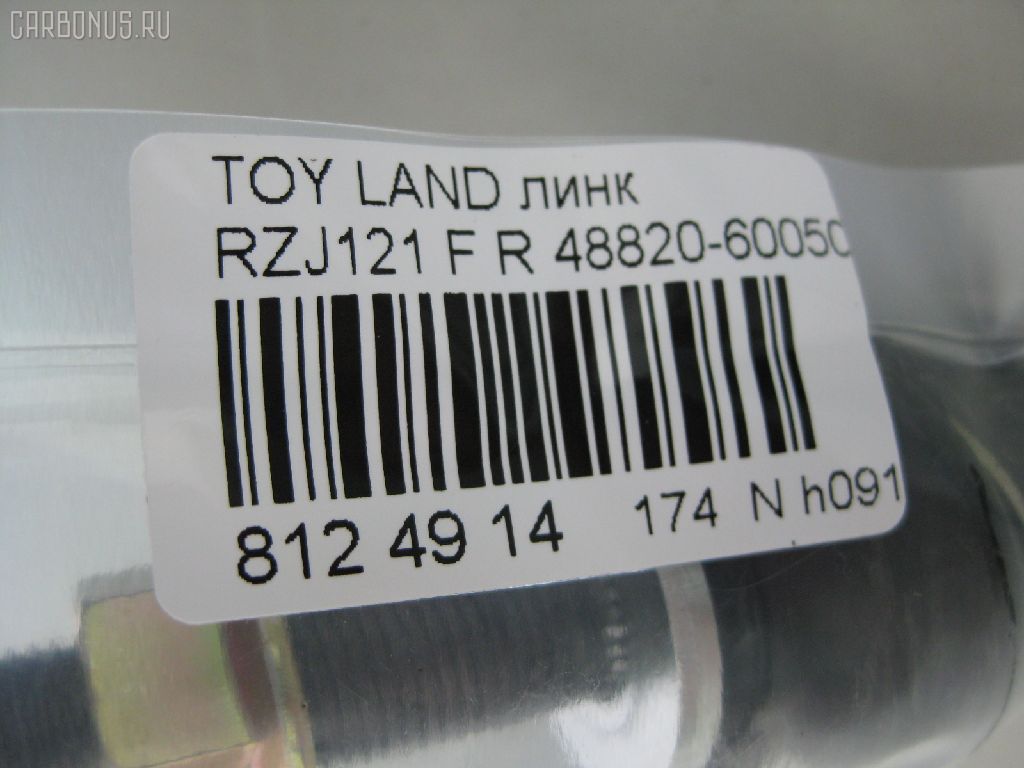 CARBONUS.RU
TOY LAND линк
RZJ121 F R 48820-60050
812 49 14 174 N h091